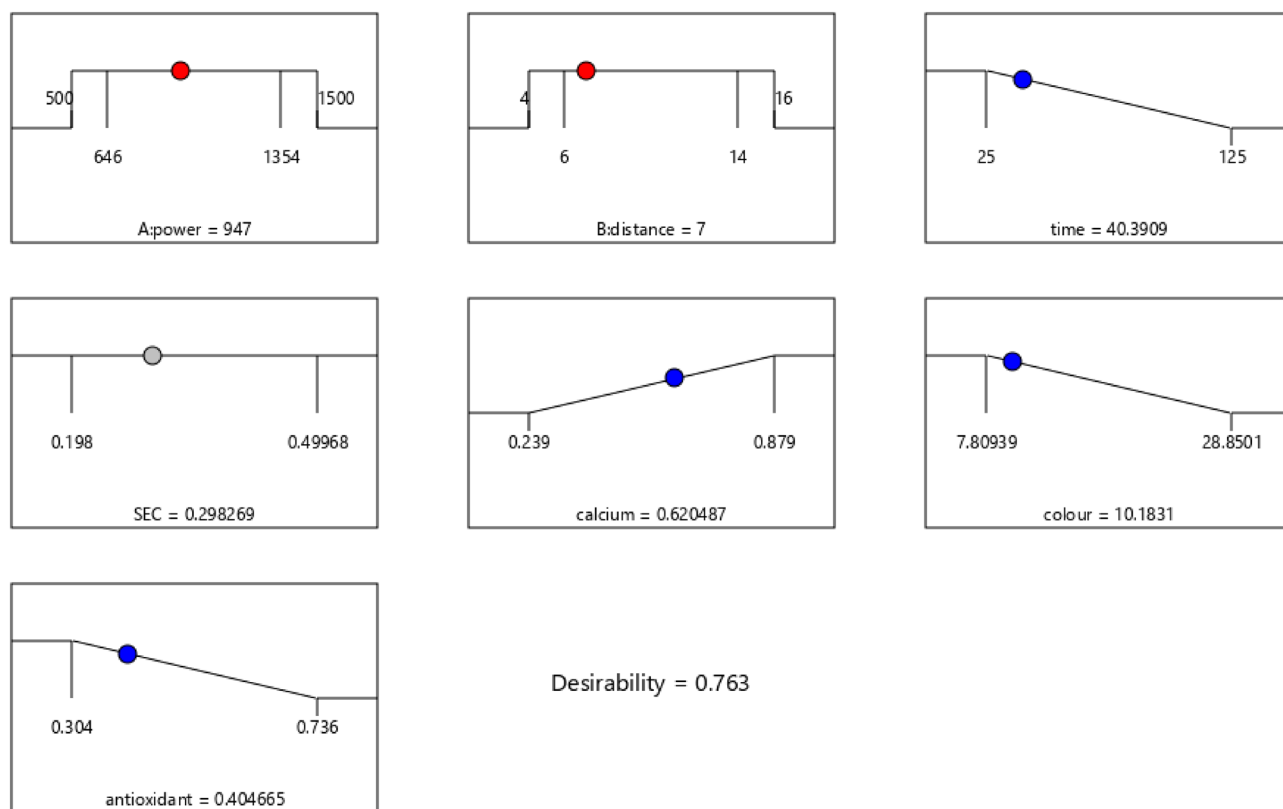 500
1500
646
1354
A:power = 947
4
16
6
14
B:distance = 7
25
125
time = 40.3909
0.198
0.49968
SEC = 0.298269
0.239
0.879
calcium = 0.620487
7.80939
28.8501
colour = 10.1831
0.304
0.736
antioxidant = 0.404665
Desirability = 0.763